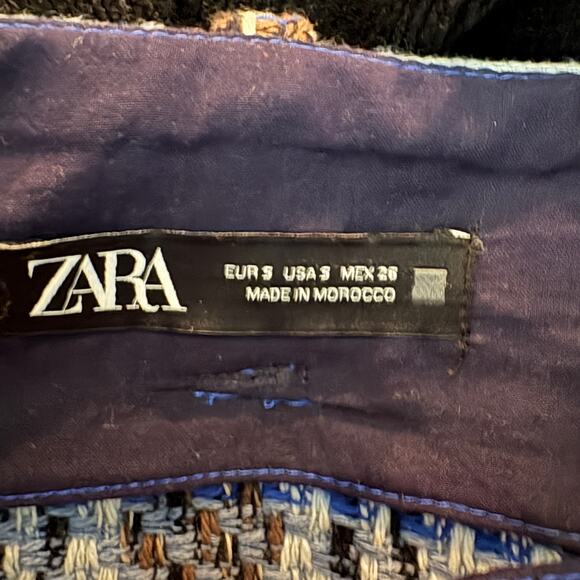 ZARA
EUR S USA S MEX 26
MADE IN MOROCCO